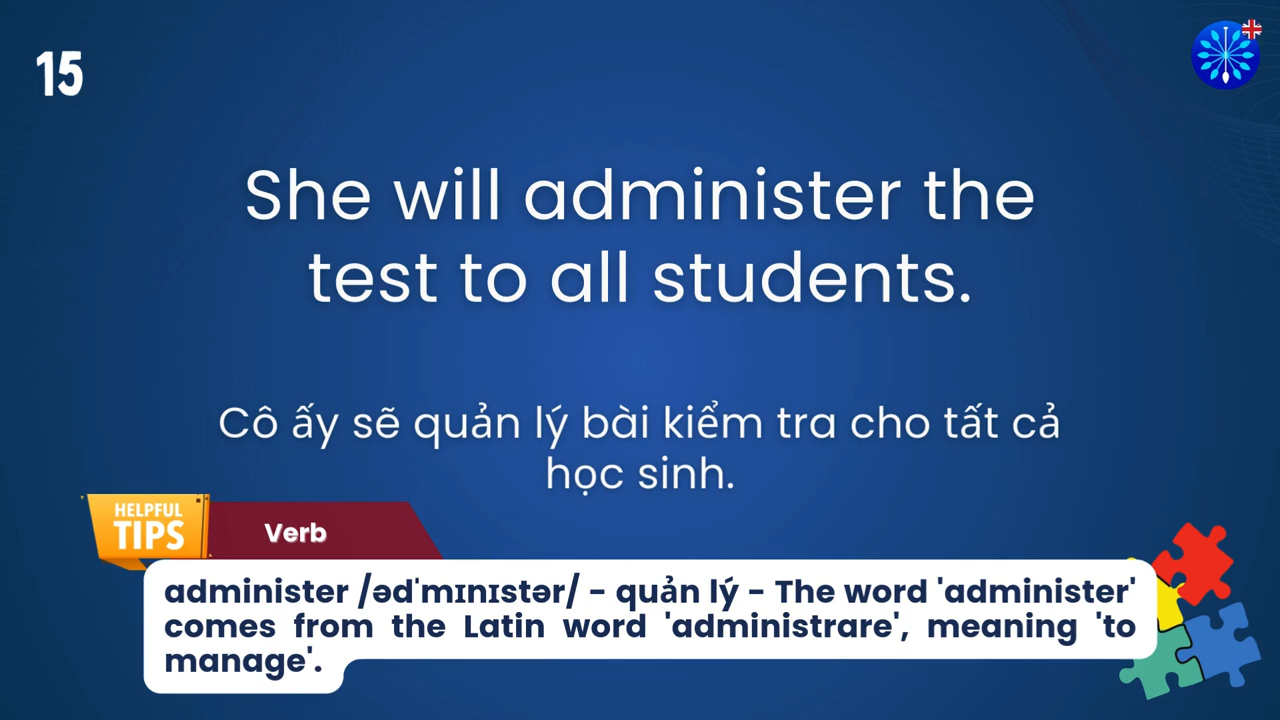 15
She will administer the
test to all students.
Cô ấy sẽ quản lý bài kiểm tra cho tất cả
học sinh.
HELPFUL
TIPS
Verb
administer /ədˈmɪnɪstər/ - quản lý - The word 'administer'
comes from the Latin word 'administrare', meaning 'to
manage'.